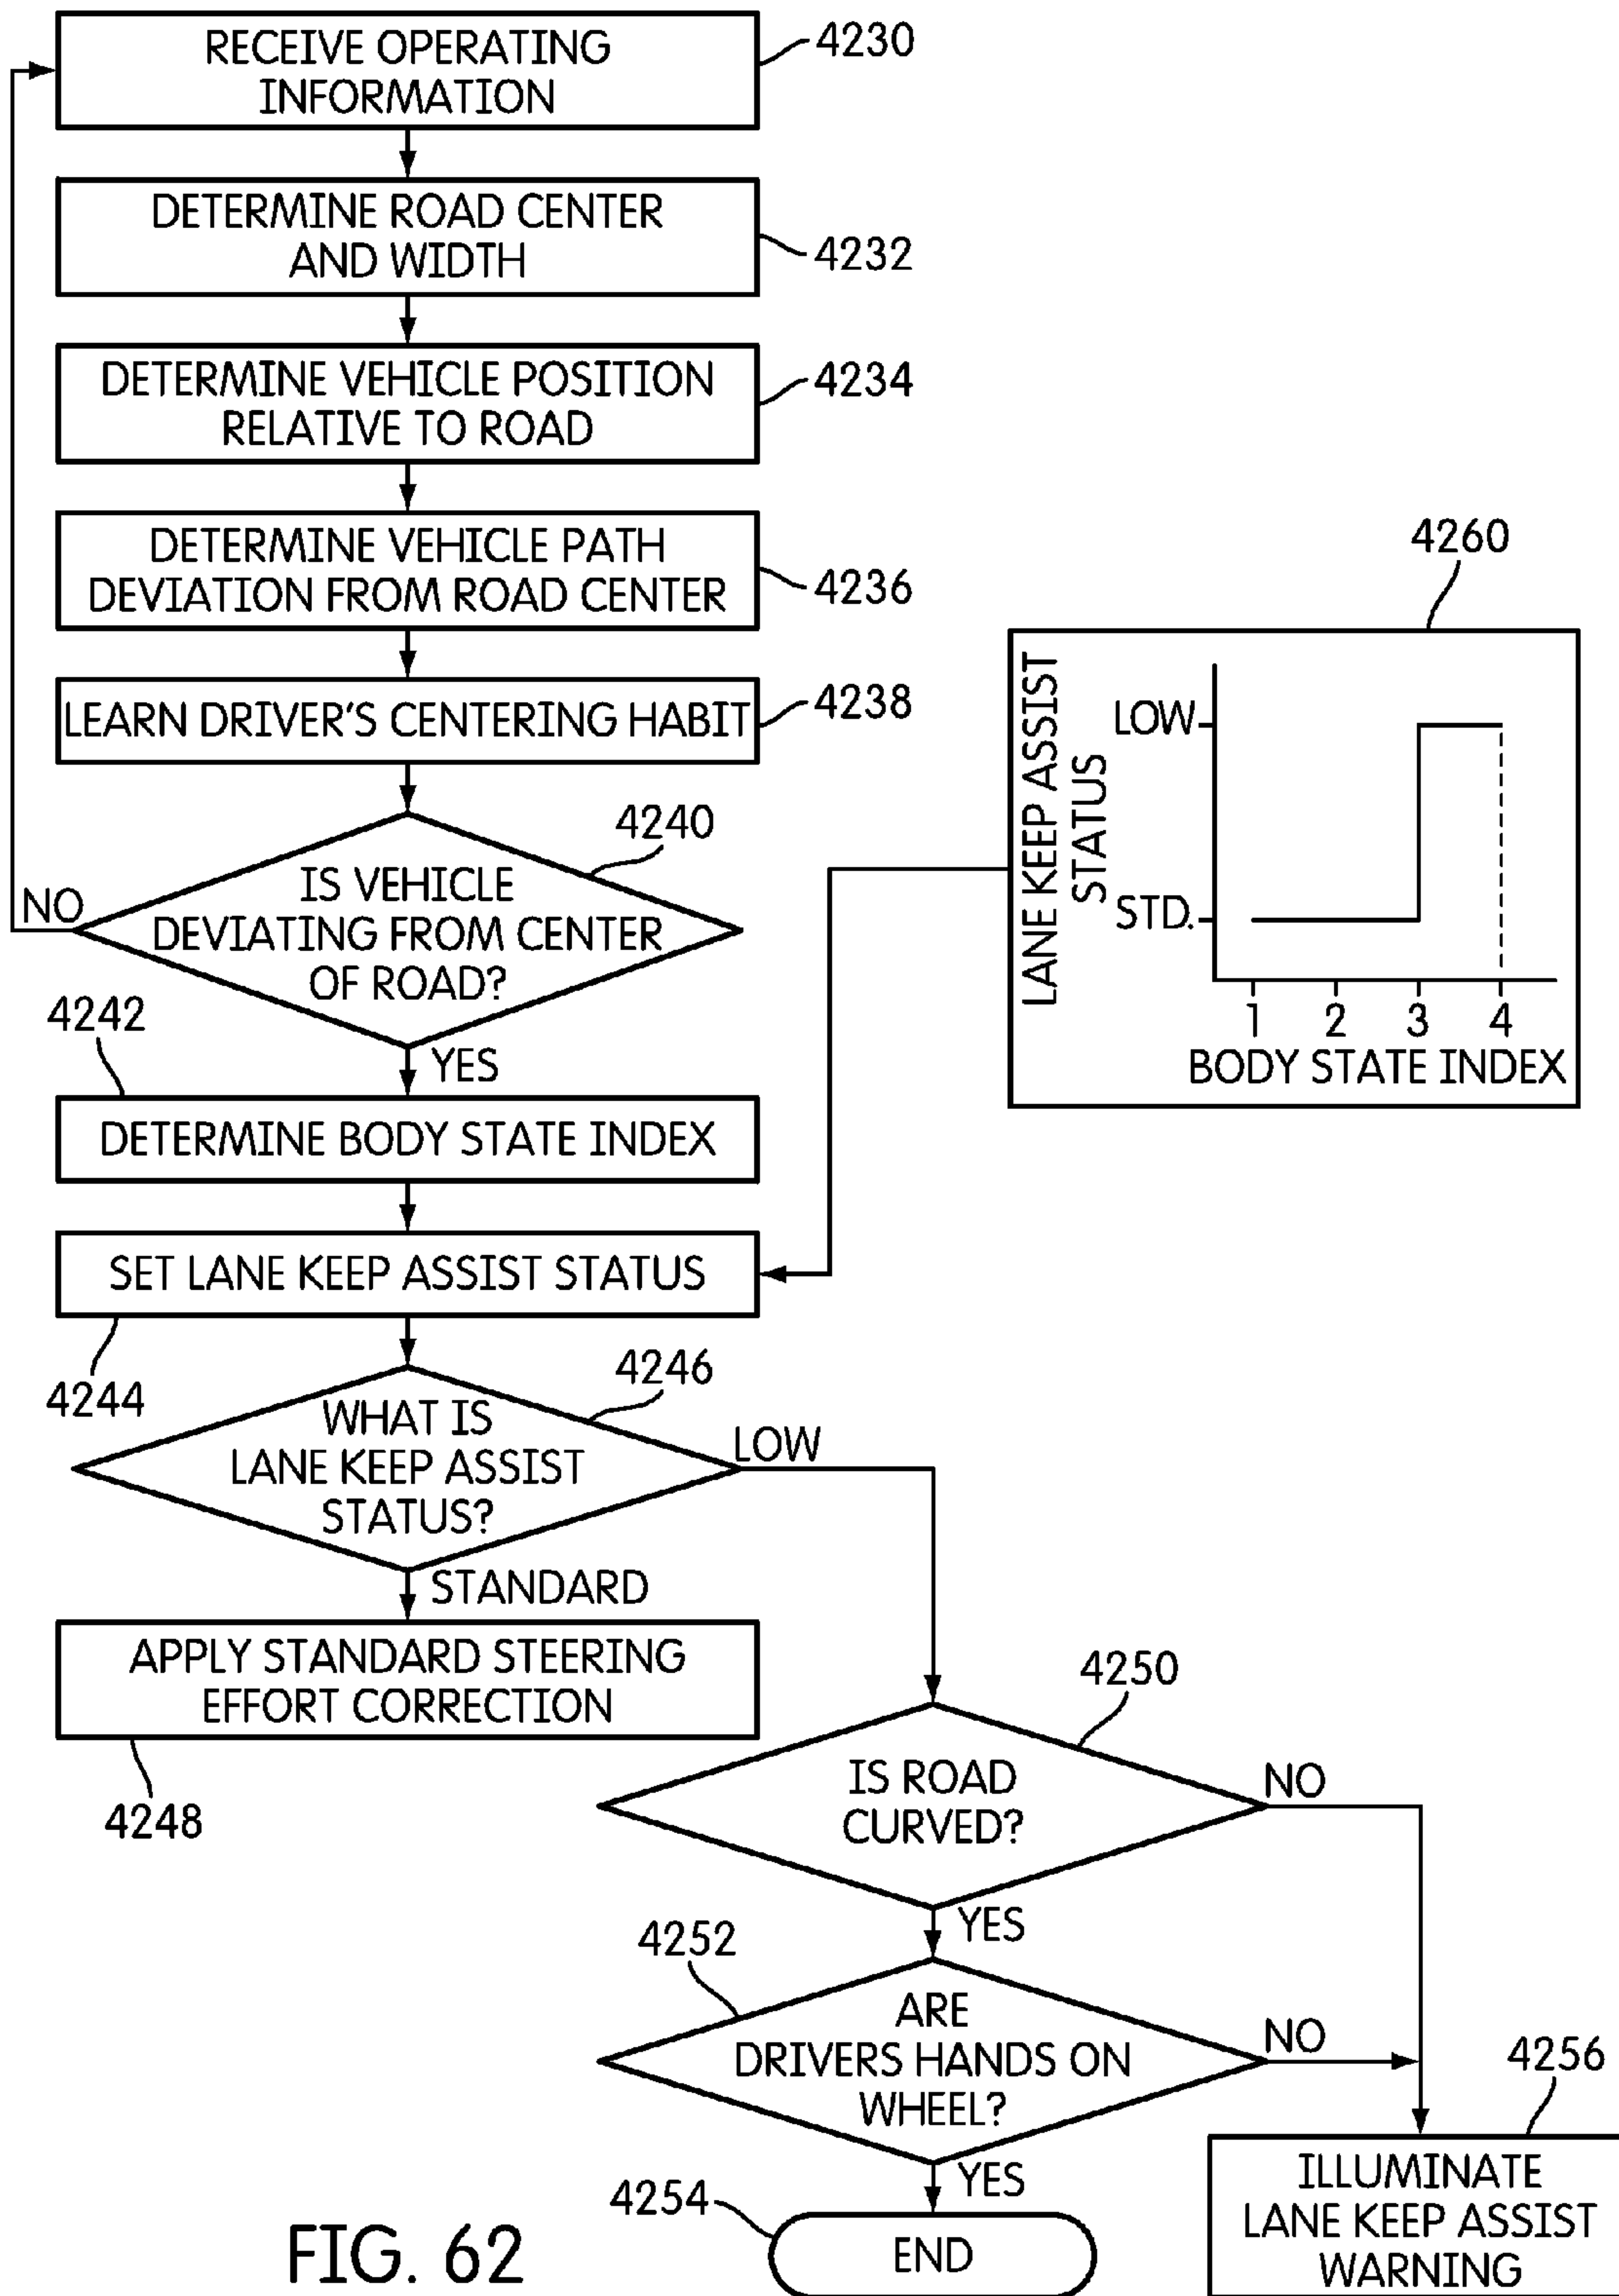 RECEIVE OPERATING
INFORMATION
4230
DETERMINE ROAD CENTER
AND WIDTH
4232
DETERMINE VEHICLE POSITION
RELATIVE TO ROAD
4234
DETERMINE VEHICLE PATH
DEVIATION FROM ROAD CENTER
4236
LEARN DRIVER'S CENTERING HABIT
4238
4240
IS VEHICLE
DEVIATING FROM CENTER
OF ROAD?
NO
YES
4242
DETERMINE BODY STATE INDEX
4260
LANE KEEP ASSIST
STATUS
LOW
STD.
1 2 3 4
BODY STATE INDEX
SET LANE KEEP ASSIST STATUS
4244
4246
WHAT IS
LANE KEEP ASSIST
STATUS?
LOW
STANDARD
APPLY STANDARD STEERING
EFFORT CORRECTION
4248
4250
IS ROAD
CURVED?
NO
YES
4252
ARE
DRIVERS HANDS ON
WHEEL?
NO
YES
4254
END
4256
ILLUMINATE
LANE KEEP ASSIST
WARNING
FIG. 62